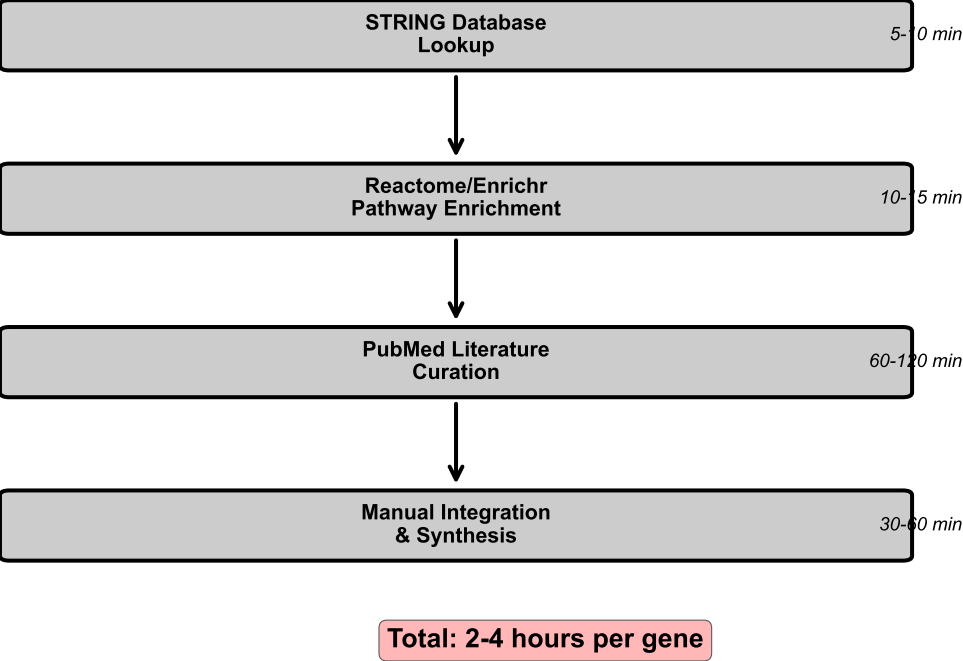 STRING Database
Lookup
5-10 min
Reactome/Enrichr
Pathway Enrichment
10-15 min
PubMed Literature
Curation
60-120 min
Manual Integration
& Synthesis
30-60 min
Total: 2-4 hours per gene